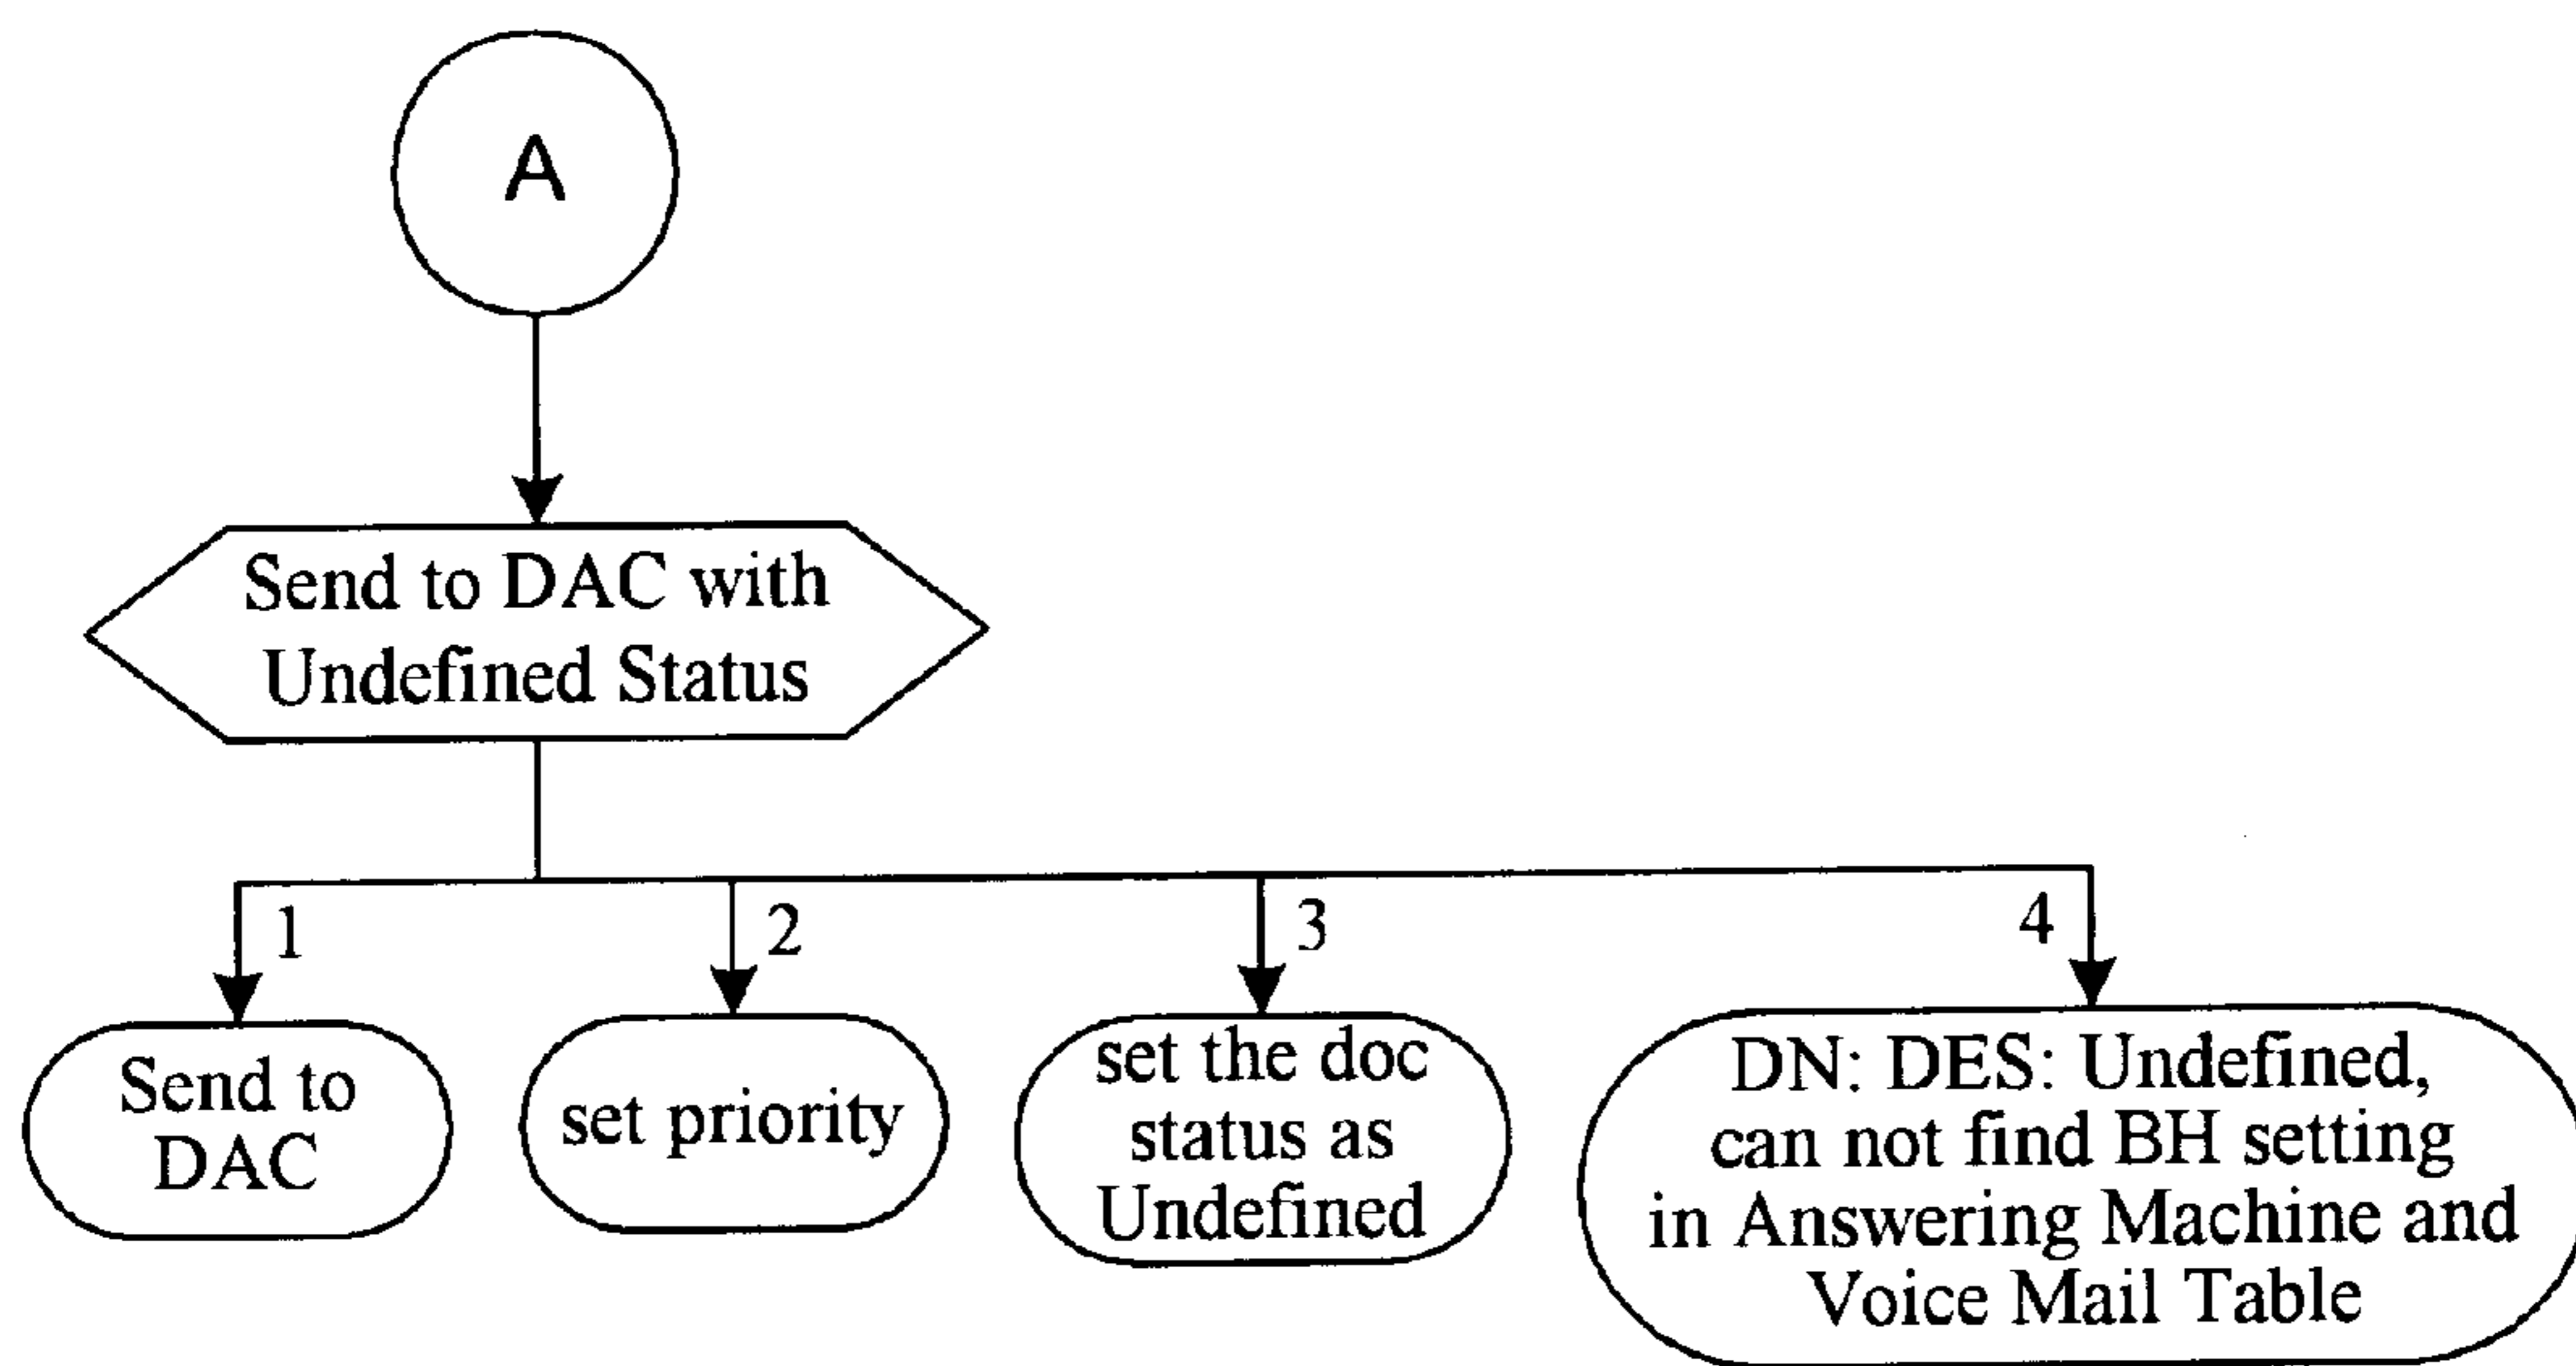 A
Send to DAC with
Undefined Status
1
2
3
4
Send to
DAC
set priority
set the doc
status as
Undefined
DN: DES: Undefined,
can not find BH setting
in Answering Machine and
Voice Mail Table